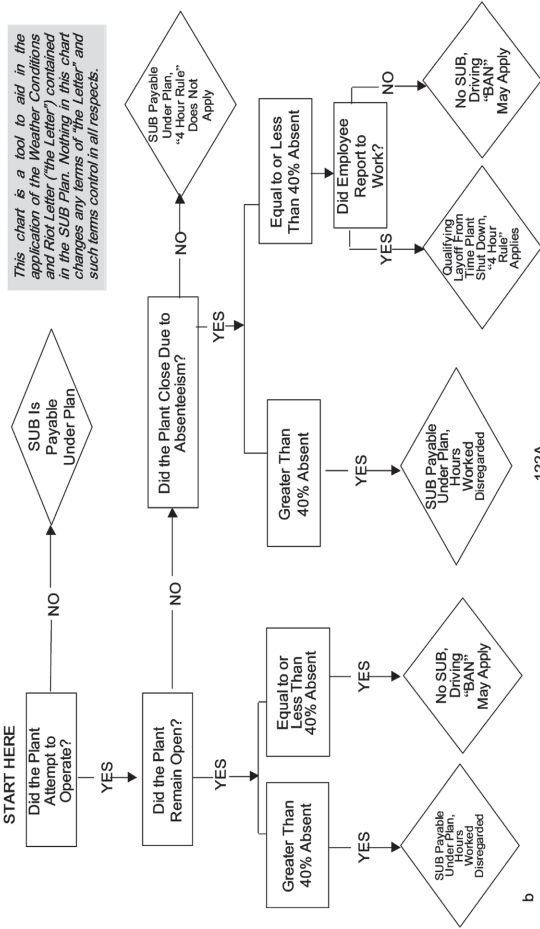 This chart is a tool to aid in the
application of the Weather Conditions
and Riot Letter ("the Letter") contained
in the SUB Plan. Nothing in this chart
changes any terms of "the Letter" and
such terms control in all respects.
START HERE
Did the Plant
Attempt to
Operate?
NO
SUB Is
Payable
Under Plan
YES
Did the Plant
Remain Open?
NO
Did the Plant Close Due to
Absenteeism?
NO
SUB Payable
Under Plan,
"4 Hour Rule"
Does Not
Apply
YES
Greater Than
40% Absent
YES
SUB Payable
Under Plan,
Hours
Worked
Disregarded
Equal to or
Less Than
40% Absent
YES
No SUB,
Driving
"BAN"
May Apply
YES
Greater Than
40% Absent
YES
SUB Payable
Under Plan,
Hours
Worked
Disregarded
Equal to or Less
Than 40% Absent
Did Employee
Report to
Work?
YES
Qualifying
Layoff From
Time Plant
Shut Down,
"4 Hour
Rule"
Applies
NO
No SUB,
Driving
"BAN"
May Apply
b
122A